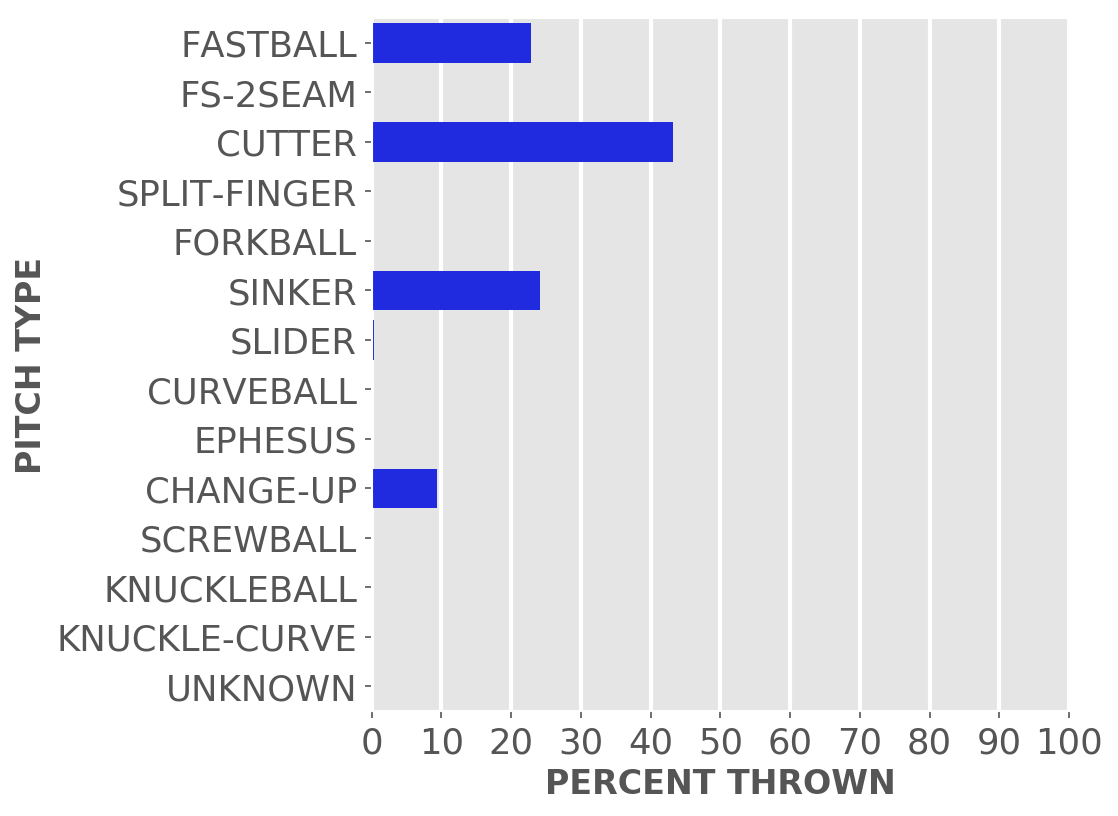 FASTBALL
FS-2SEAM
CUTTER
SPLIT-FINGER
FORKBALL
SINKER
SLIDER
CURVEBALL
EPHESUS
CHANGE-UP
SCREWBALL
KNUCKLEBALL
KNUCKLE-CURVE
UNKNOWN
PITCH TYPE
0 10 20 30 40 50 60 70 80 90 100
PERCENT THROWN